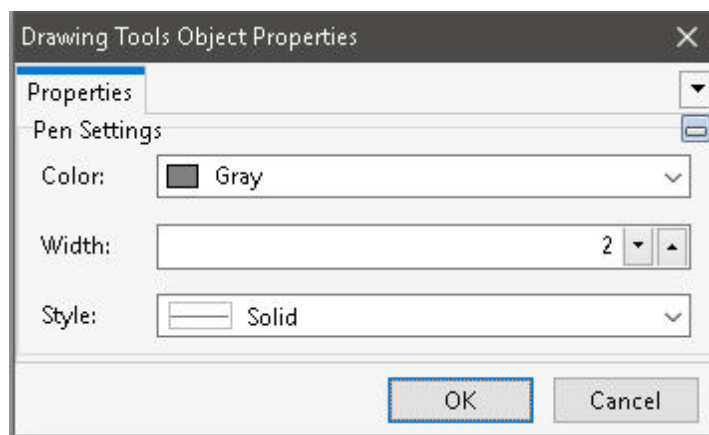 Drawing Tools Object Properties
Properties
Pen Settings
Color: Gray
Width: 2
Style: Solid
OK Cancel